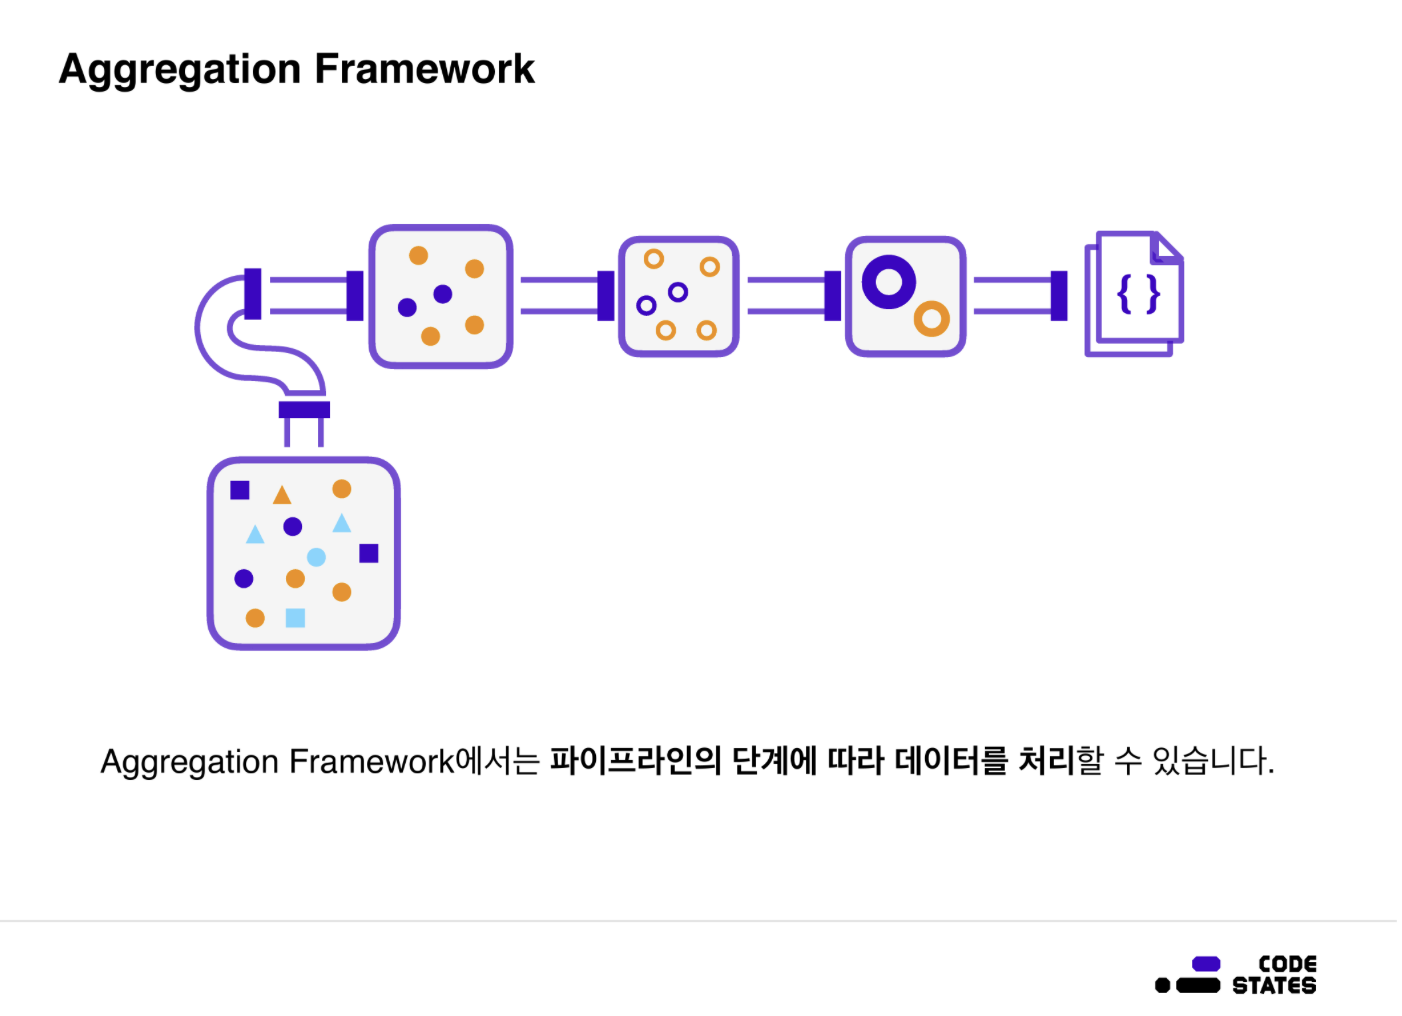 Aggregation Framework
{ }
Aggregation Framework에서는 파이프라인의 단계에 따라 데이터를 처리할 수 있습니다.
CODE
STATES